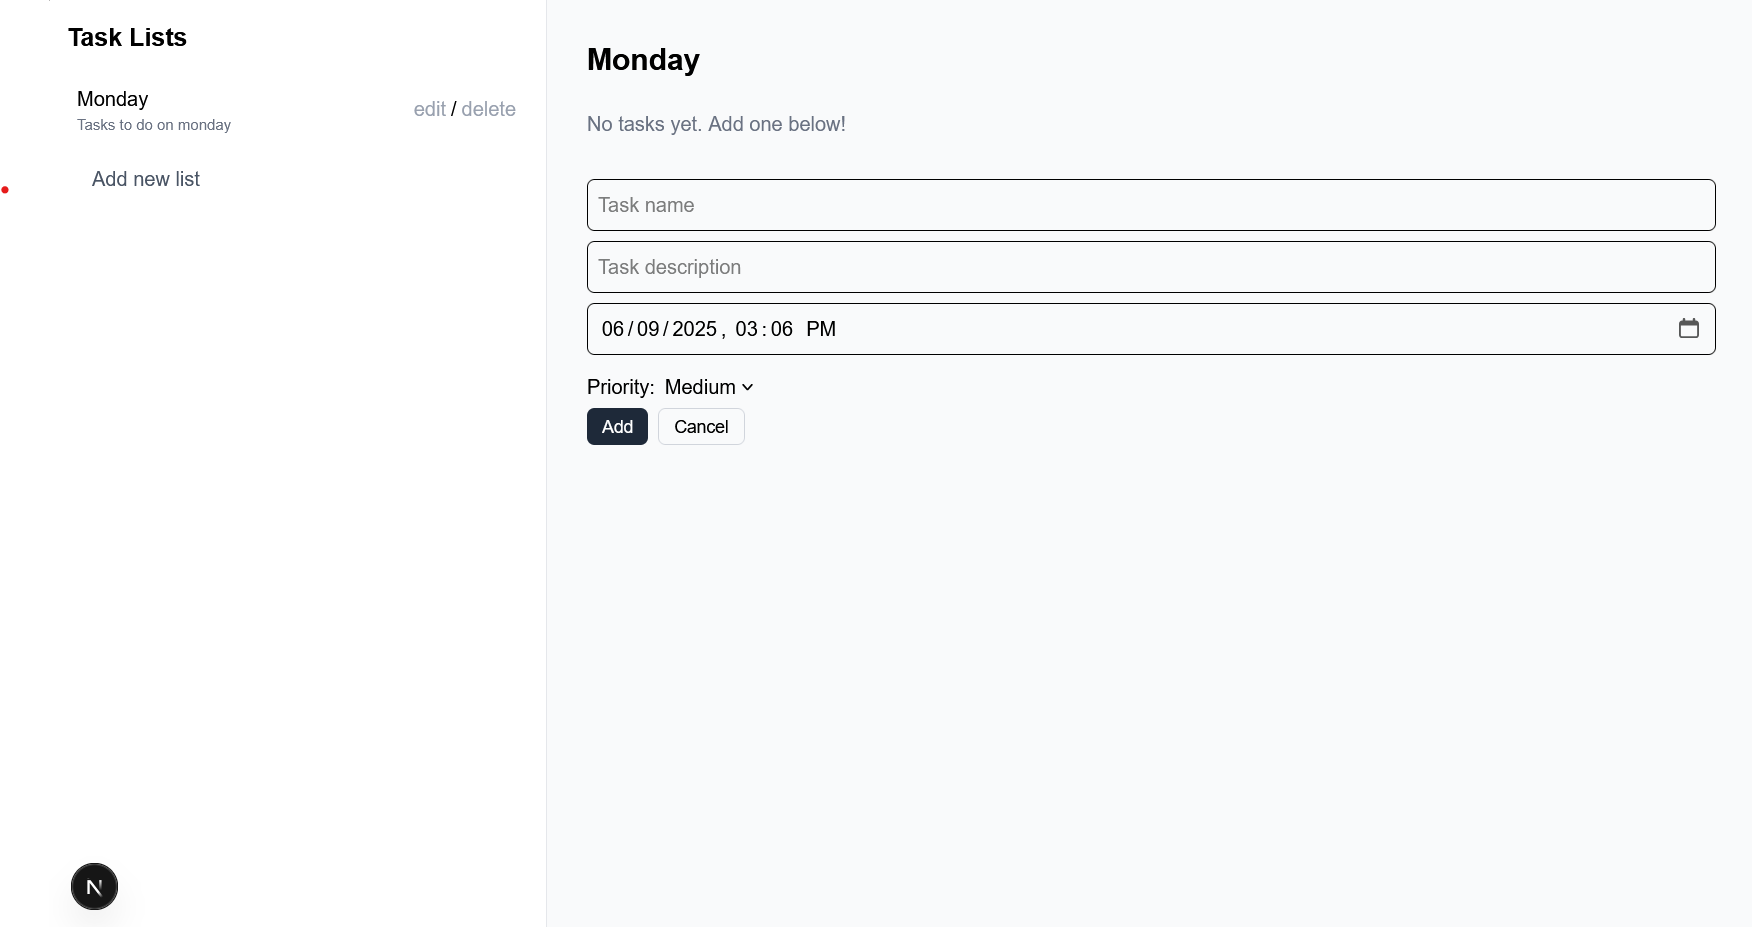 Task Lists
Monday
Tasks to do on monday
edit / delete
Add new list
Monday
No tasks yet. Add one below!
Task name
Task description
06/09/2025, 03:06 PM
Priority: Medium
Add
Cancel
N